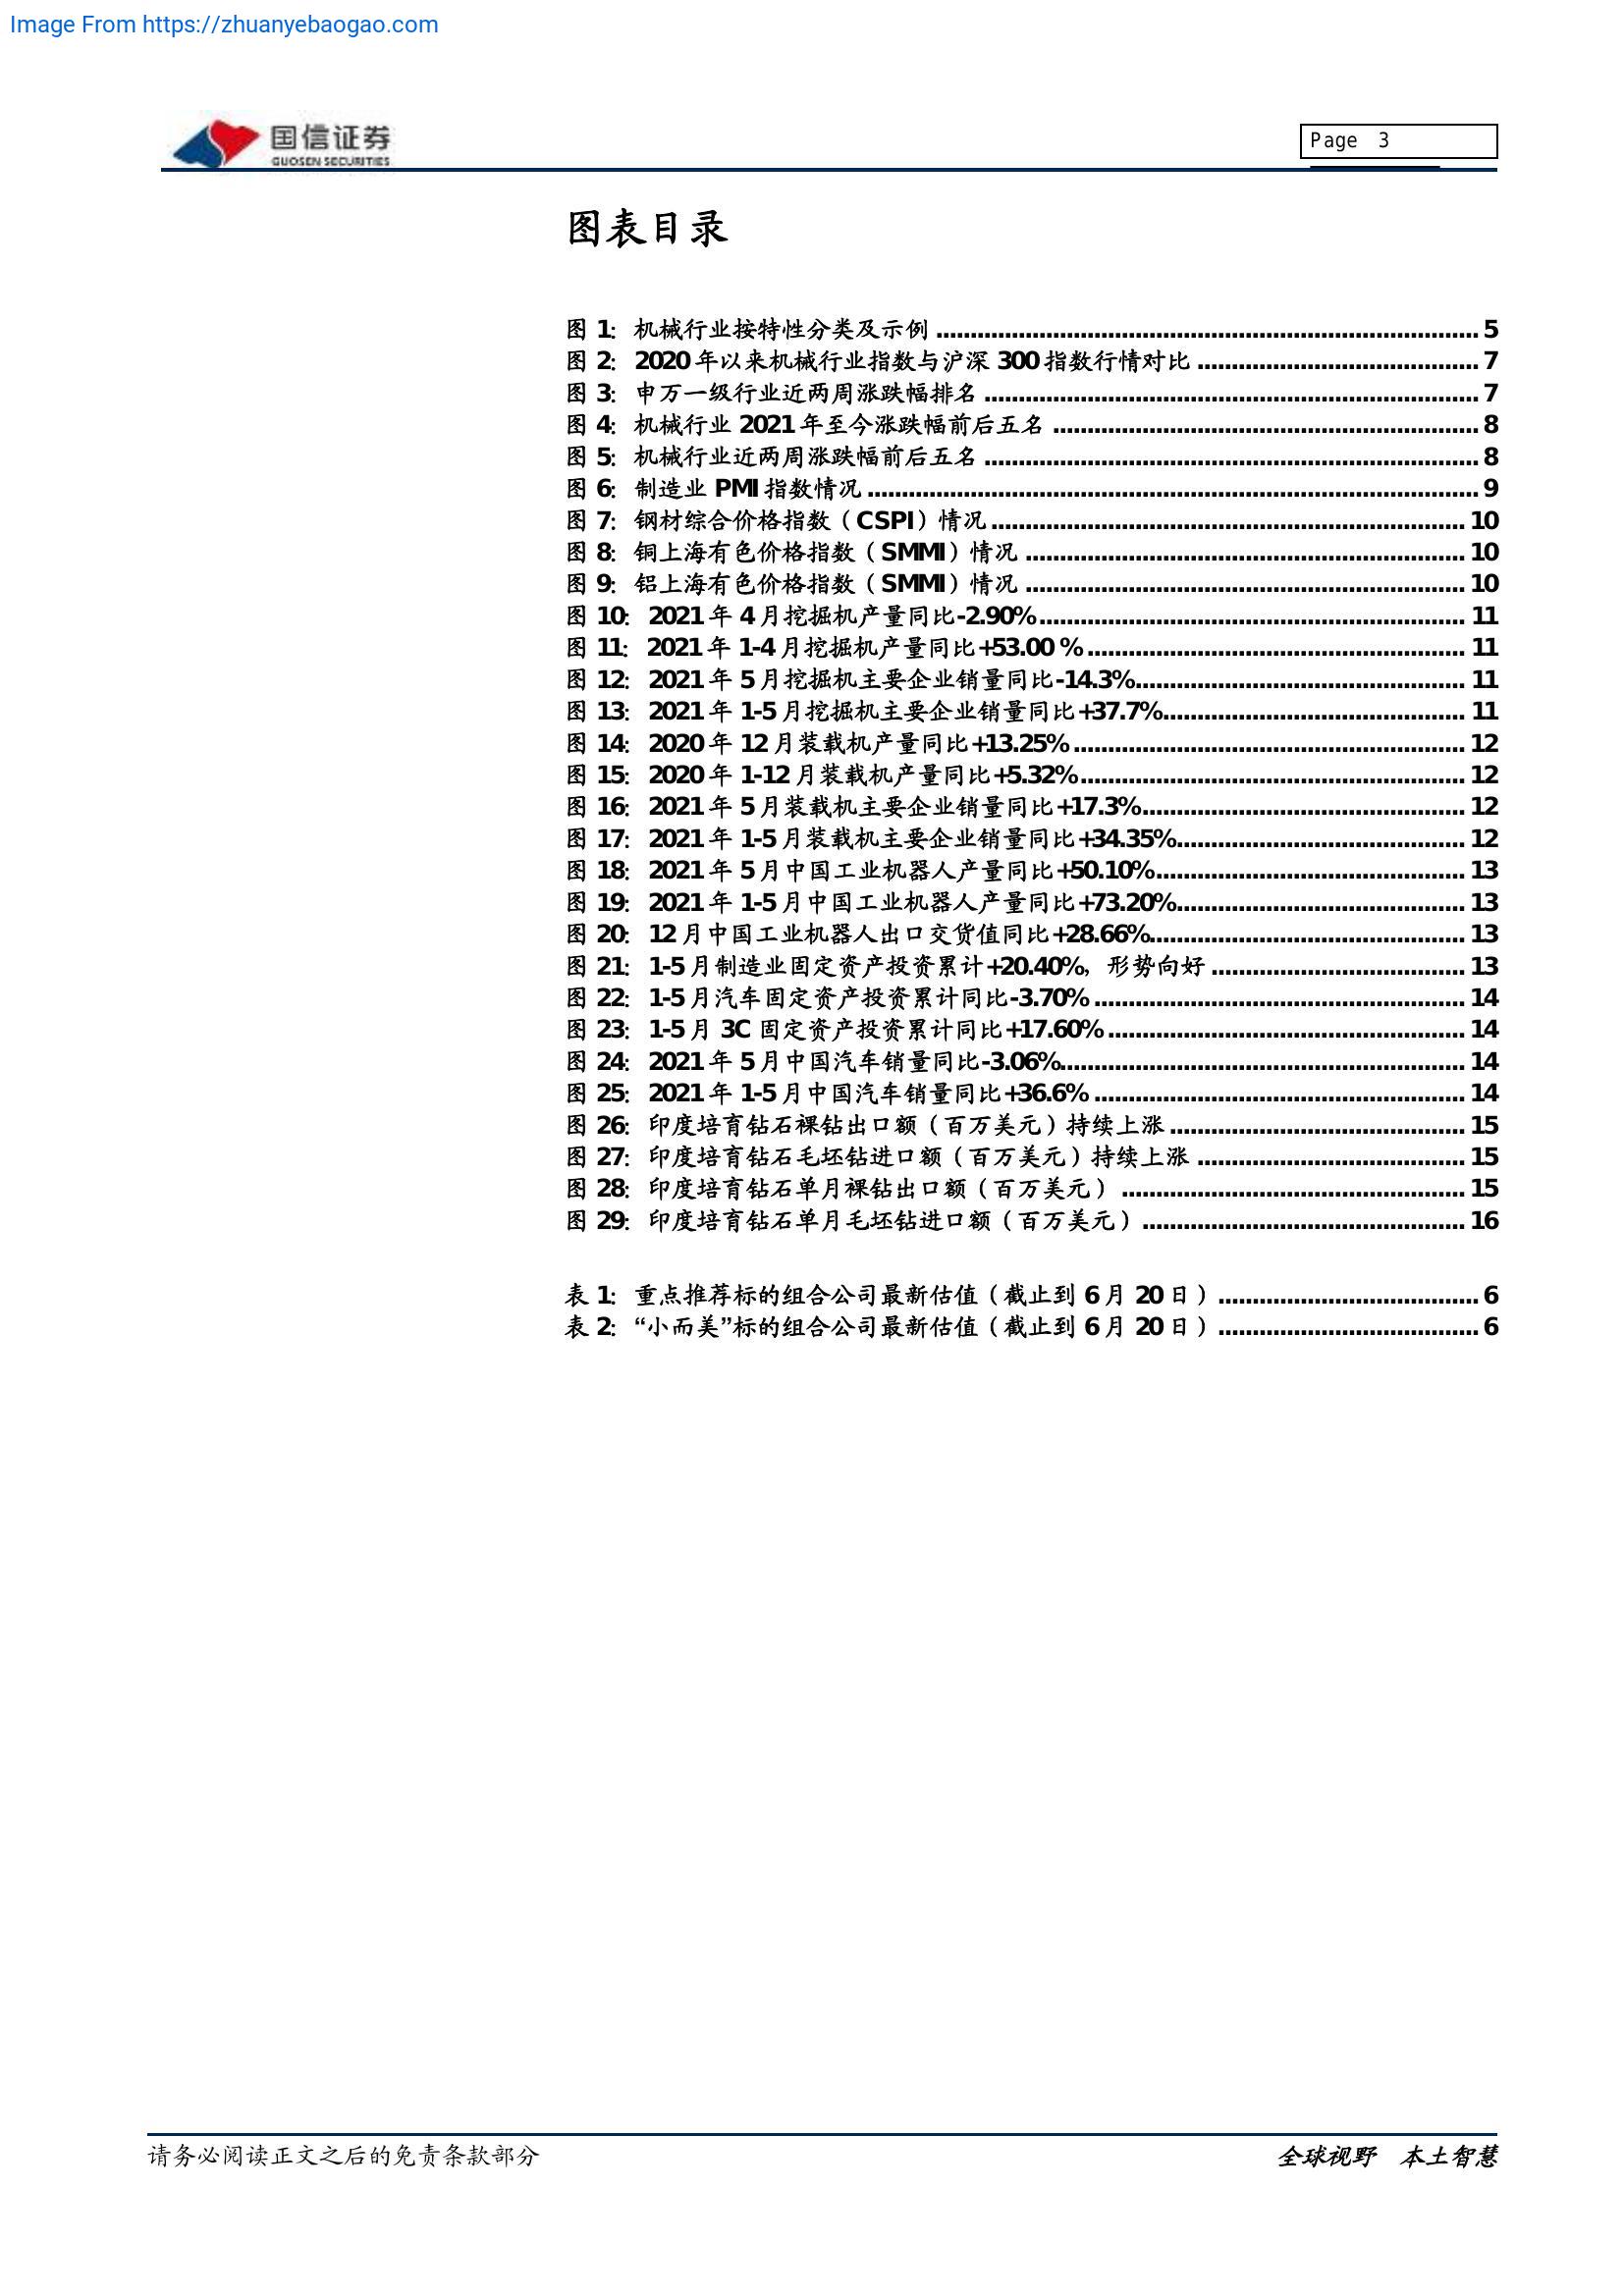 Image From https://zhuanyebaogao.com
国信证券
GUOSEN SECURITIES
Page 3
图表目录
图 1: 机械行业按特性分类及示例 ........ 5
图 2: 2020 年以来机械行业指数与沪深 300 指数行情对比 ........ 7
图 3: 申万一级行业近两周涨跌幅排名 ........ 7
图 4: 机械行业 2021 年至今涨跌幅前后五名 ........ 8
图 5: 机械行业近两周涨跌幅前后五名 ........ 8
图 6: 制造业 PMI 指数情况 ........ 9
图 7: 钢材综合价格指数（CSPI）情况 ........ 10
图 8: 铜上海有色价格指数（SMMI）情况 ........ 10
图 9: 铝上海有色价格指数（SMMI）情况 ........ 10
图 10: 2021 年 4 月挖掘机产量同比-2.90% ........ 11
图 11: 2021 年 1-4 月挖掘机产量同比+53.00 % ........ 11
图 12: 2021 年 5 月挖掘机主要企业销量同比-14.3% ........ 11
图 13: 2021 年 1-5 月挖掘机主要企业销量同比+37.7% ........ 11
图 14: 2020 年 12 月装载机产量同比+13.25% ........ 12
图 15: 2020 年 1-12 月装载机产量同比+5.32% ........ 12
图 16: 2021 年 5 月装载机主要企业销量同比+17.3% ........ 12
图 17: 2021 年 1-5 月装载机主要企业销量同比+34.35% ........ 12
图 18: 2021 年 5 月中国工业机器人产量同比+50.10% ........ 13
图 19: 2021 年 1-5 月中国工业机器人产量同比+73.20% ........ 13
图 20: 12 月中国工业机器人出口交货值同比+28.66% ........ 13
图 21: 1-5 月制造业固定资产投资累计+20.40%，形势向好 ........ 13
图 22: 1-5 月汽车固定资产投资累计同比-3.70% ........ 14
图 23: 1-5 月 3C 固定资产投资累计同比+17.60% ........ 14
图 24: 2021 年 5 月中国汽车销量同比-3.06% ........ 14
图 25: 2021 年 1-5 月中国汽车销量同比+36.6% ........ 14
图 26: 印度培育钻石裸钻出口额（百万美元）持续上涨 ........ 15
图 27: 印度培育钻石毛坯钻进口额（百万美元）持续上涨 ........ 15
图 28: 印度培育钻石单月裸钻出口额（百万美元） ........ 15
图 29: 印度培育钻石单月毛坯钻进口额（百万美元） ........ 16
表 1: 重点推荐标的组合公司最新估值（截止到 6 月 20 日） ........ 6
表 2: “小而美”标的组合公司最新估值（截止到 6 月 20 日） ........ 6
请务必阅读正文之后的免责条款部分
全球视野 本土智慧